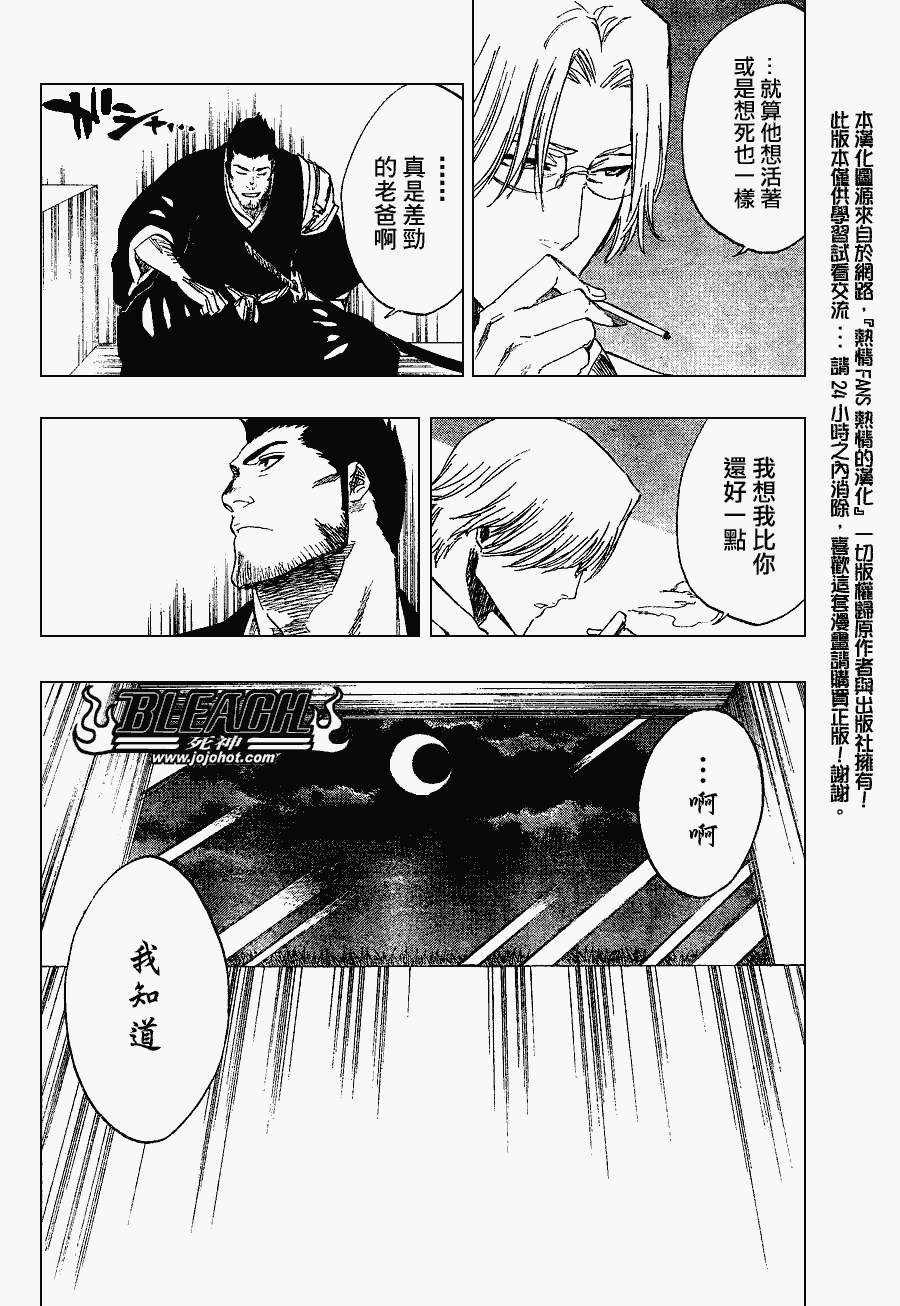 …就算他想活著
或是想死也一樣
……
真是差勁
的老爸啊
ガシャ…
我想我比你
還好一點
BLEACH
死神
www.jojohot.com
…啊啊
我知道
本漢化圖源來自於網路，『熱情FANS熱情的漢化』一切版權歸原作者與出版社擁有！
此版本僅供學習試看交流…請24小時之內消除，喜歡這套漫畫請購買正版！謝謝。